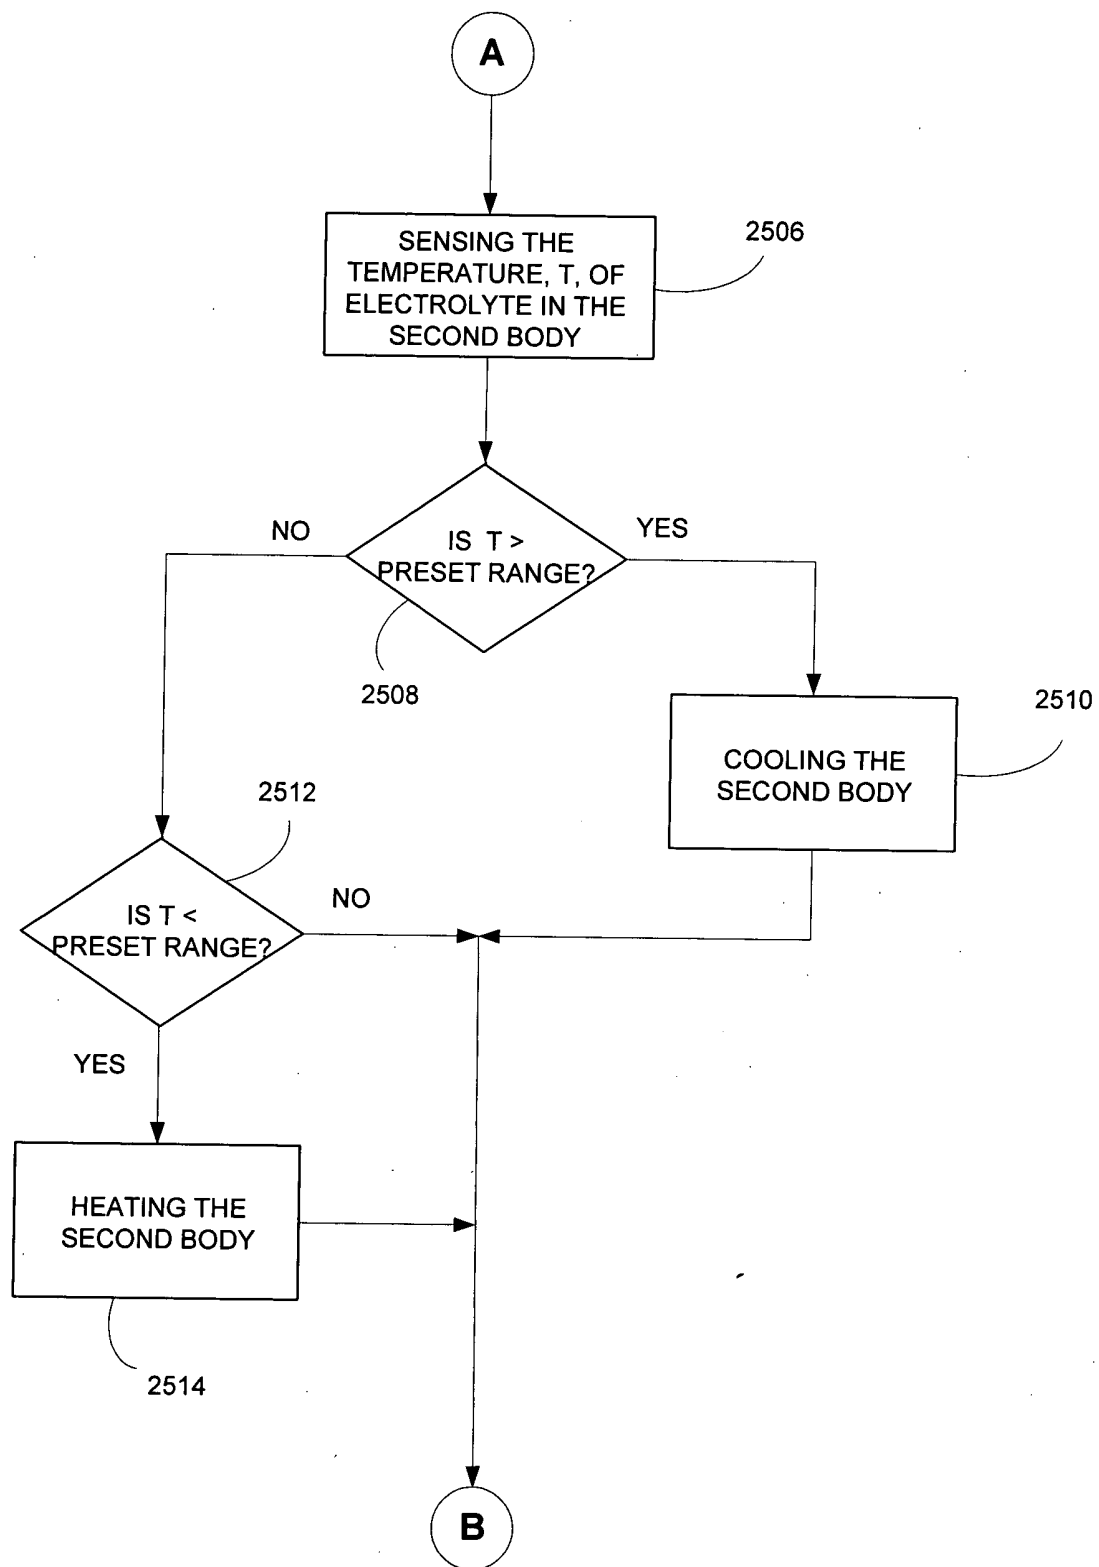 A
SENSING THE
TEMPERATURE, T, OF
ELECTROLYTE IN THE
SECOND BODY
2506
IS T >
PRESET RANGE?
NO
YES
2508
COOLING THE
SECOND BODY
2510
2512
IS T <
PRESET RANGE?
NO
YES
HEATING THE
SECOND BODY
2514
B